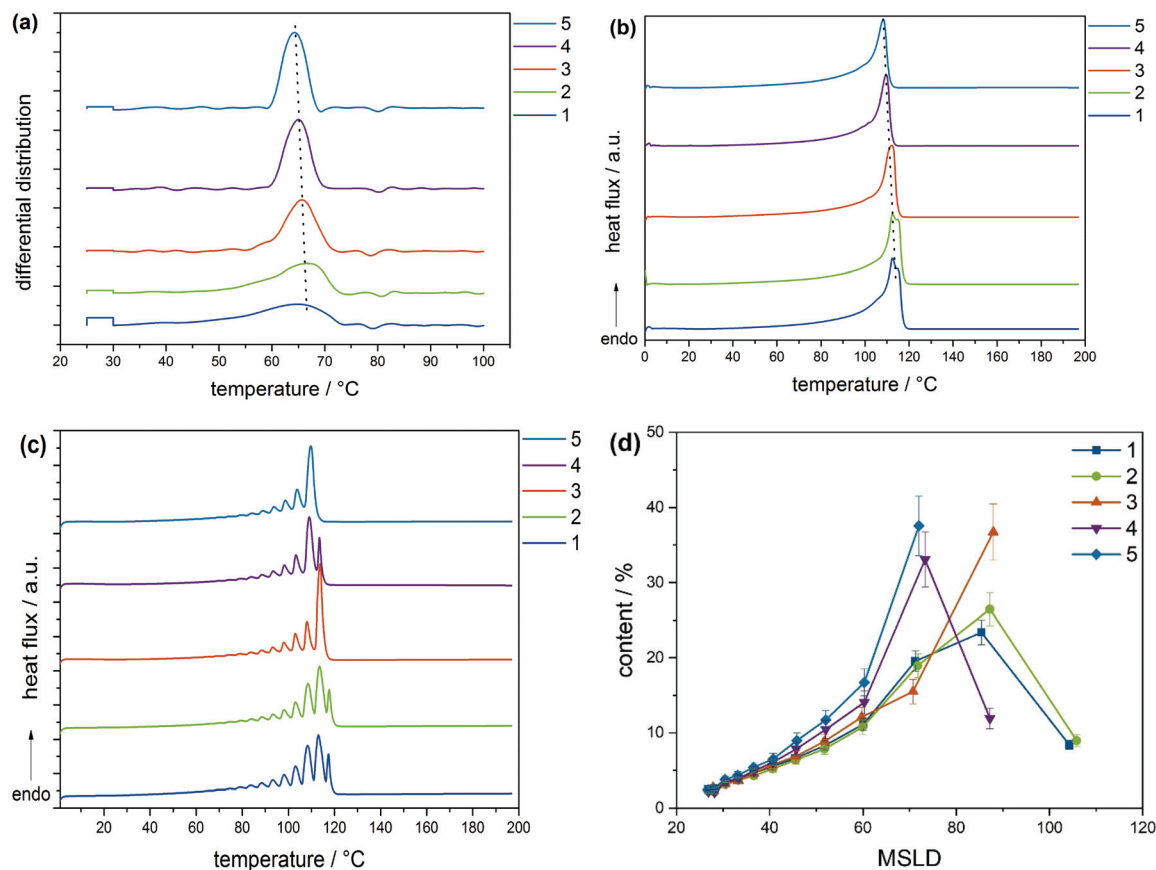 (a)
5
4
3
2
1
differential distribution
20 30 40 50 60 70 80 90 100
temperature / °C
(b)
5
4
3
2
1
heat flux / a.u.
endo
0 20 40 60 80 100 120 140 160 180 200
temperature / °C
(c)
5
4
3
2
1
heat flux / a.u.
endo
20 40 60 80 100 120 140 160 180 200
temperature / °C
(d)
1
2
3
4
5
content / %
50
40
30
20
10
0
20 40 60 80 100 120
MSLD